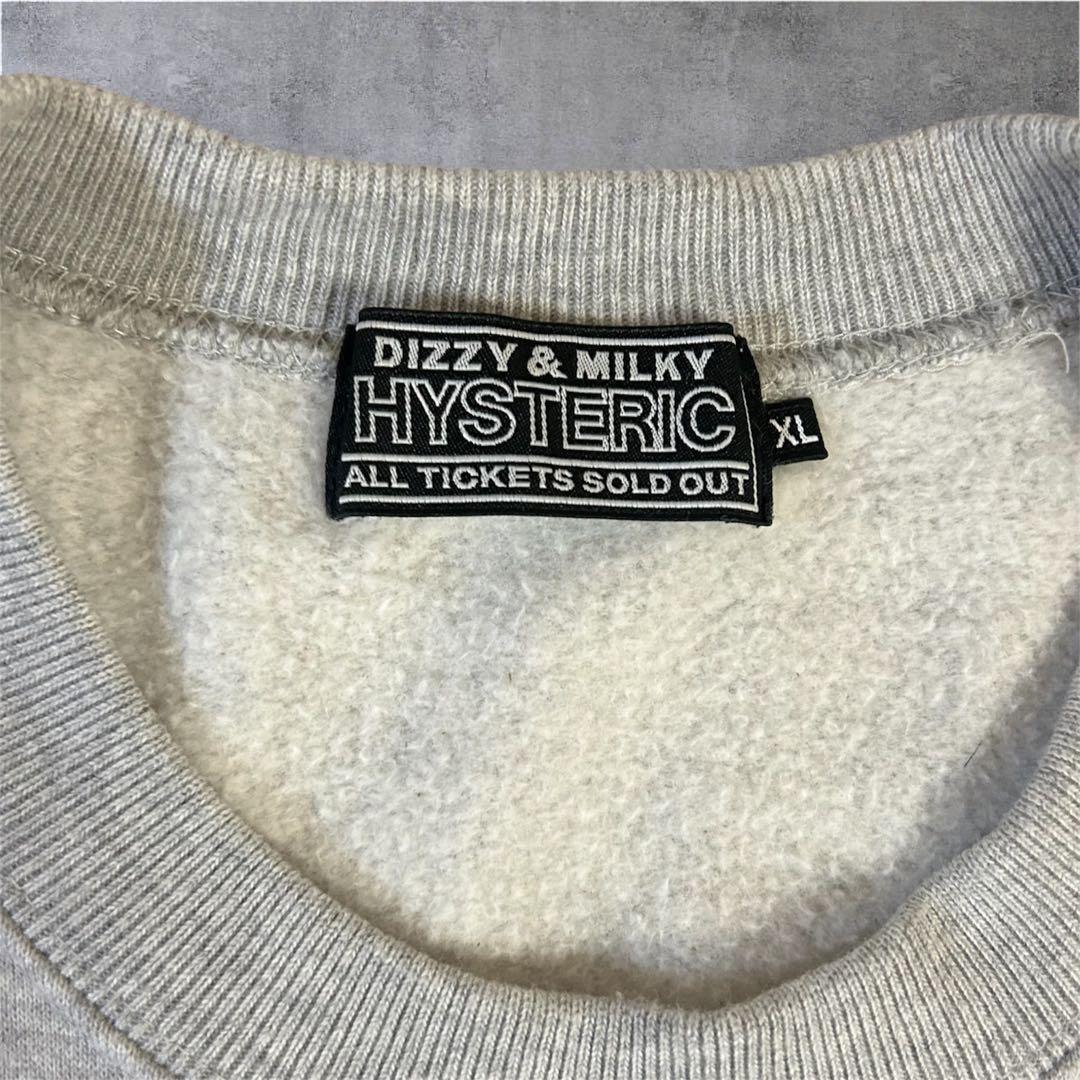 DIZZY & MILKY
HYSTERIC
ALL TICKETS SOLD OUT
XL